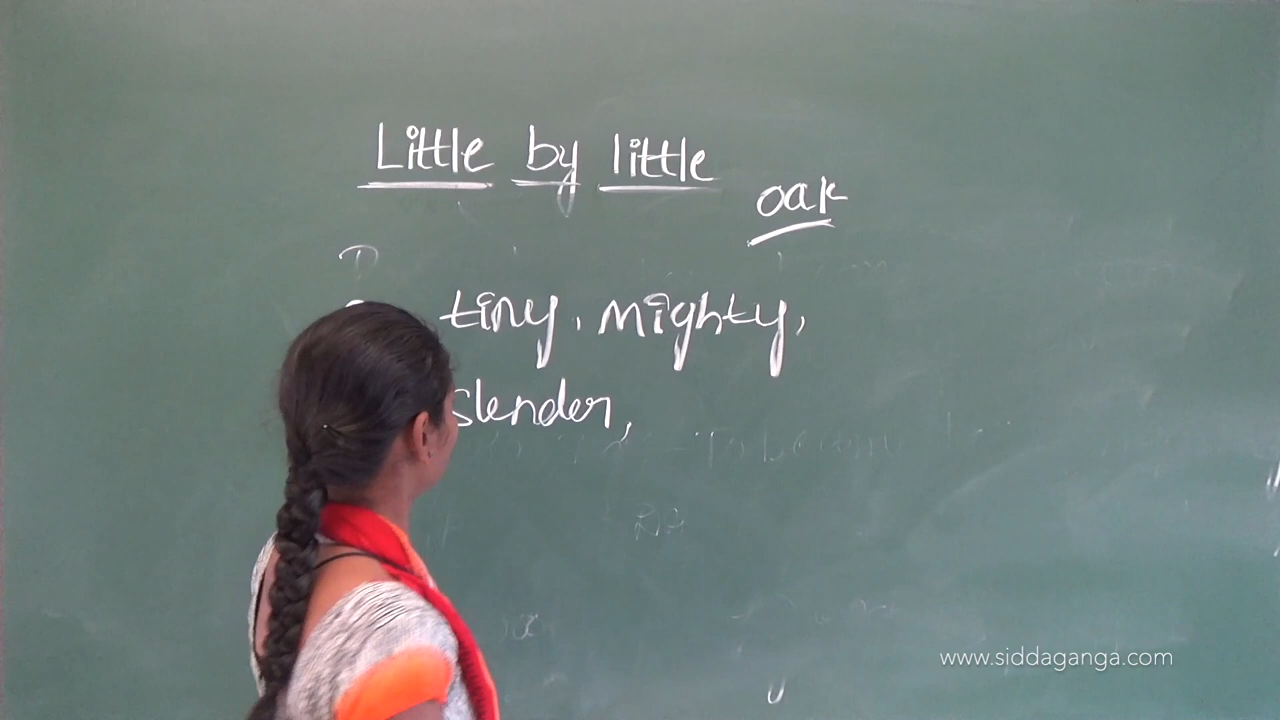 Little by little
oak
tiny, mighty,
slender,
www.siddaganga.com